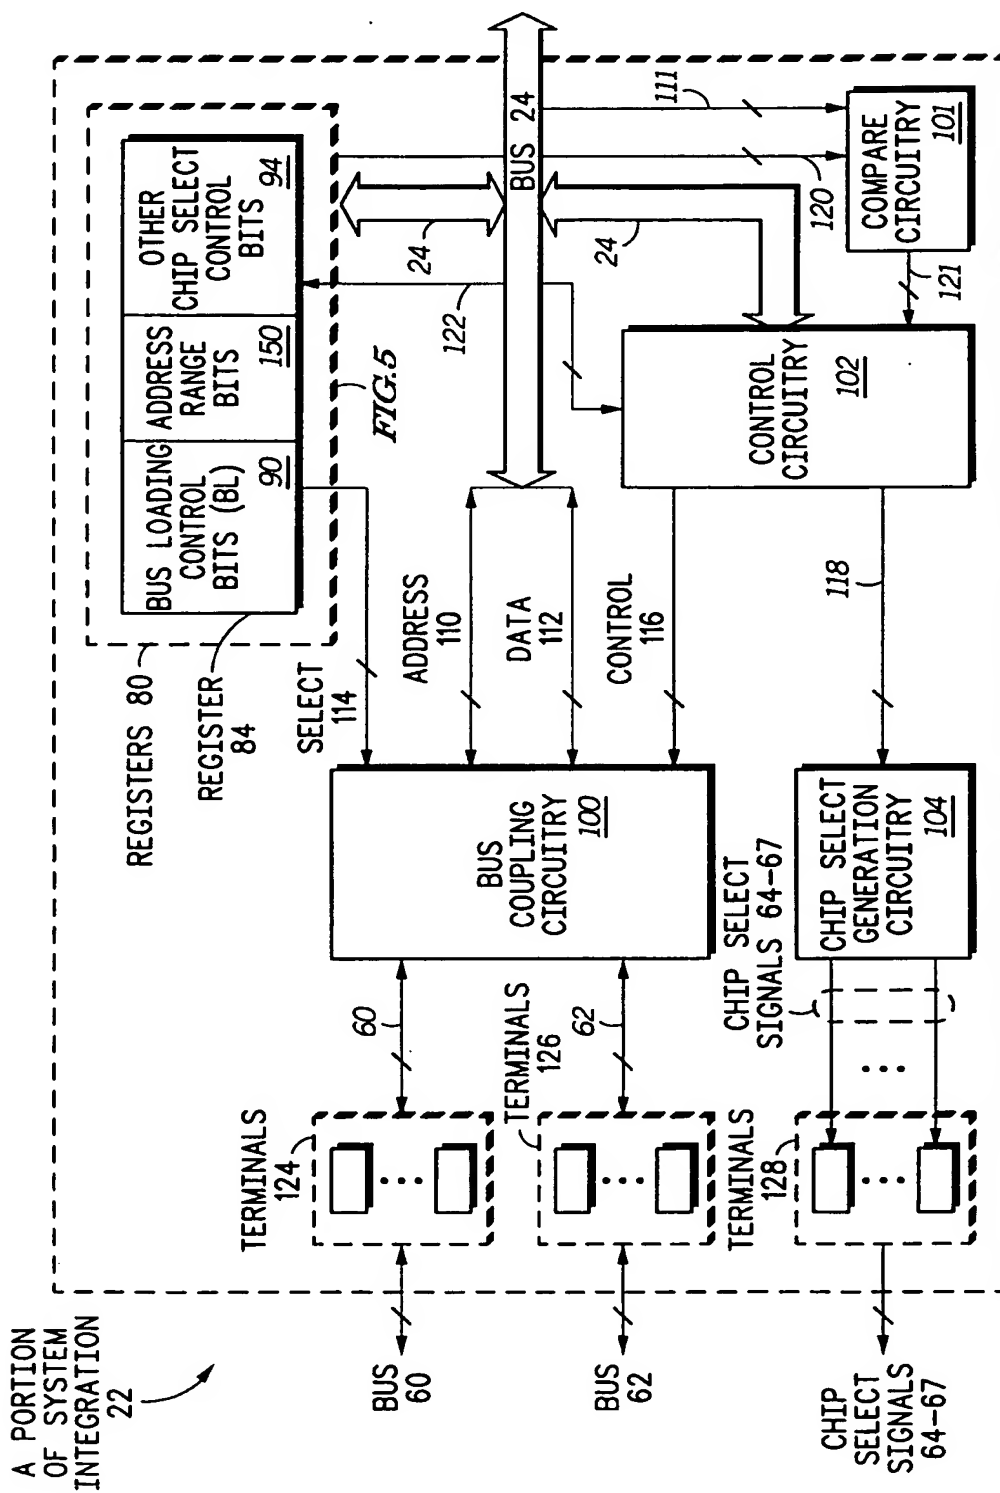 A PORTION
OF SYSTEM
INTEGRATION
22
REGISTERS 80
REGISTER
84
BUS LOADING
CONTROL
BITS (BL)
90
ADDRESS
RANGE
BITS
150
OTHER
CHIP SELECT
CONTROL
BITS
94
FIG.5
SELECT
114
ADDRESS
110
DATA
112
CONTROL
116
118
122
24
24
BUS 24
111
120
121
COMPARE
CIRCUITRY
101
CONTROL
CIRCUITRY
102
BUS
COUPLING
CIRCUITRY
100
CHIP SELECT
GENERATION
CIRCUITRY
104
CHIP SELECT
SIGNALS 64-67
60
62
TERMINALS
124
TERMINALS
126
TERMINALS
128
BUS
60
BUS
62
CHIP
SELECT
SIGNALS
64-67